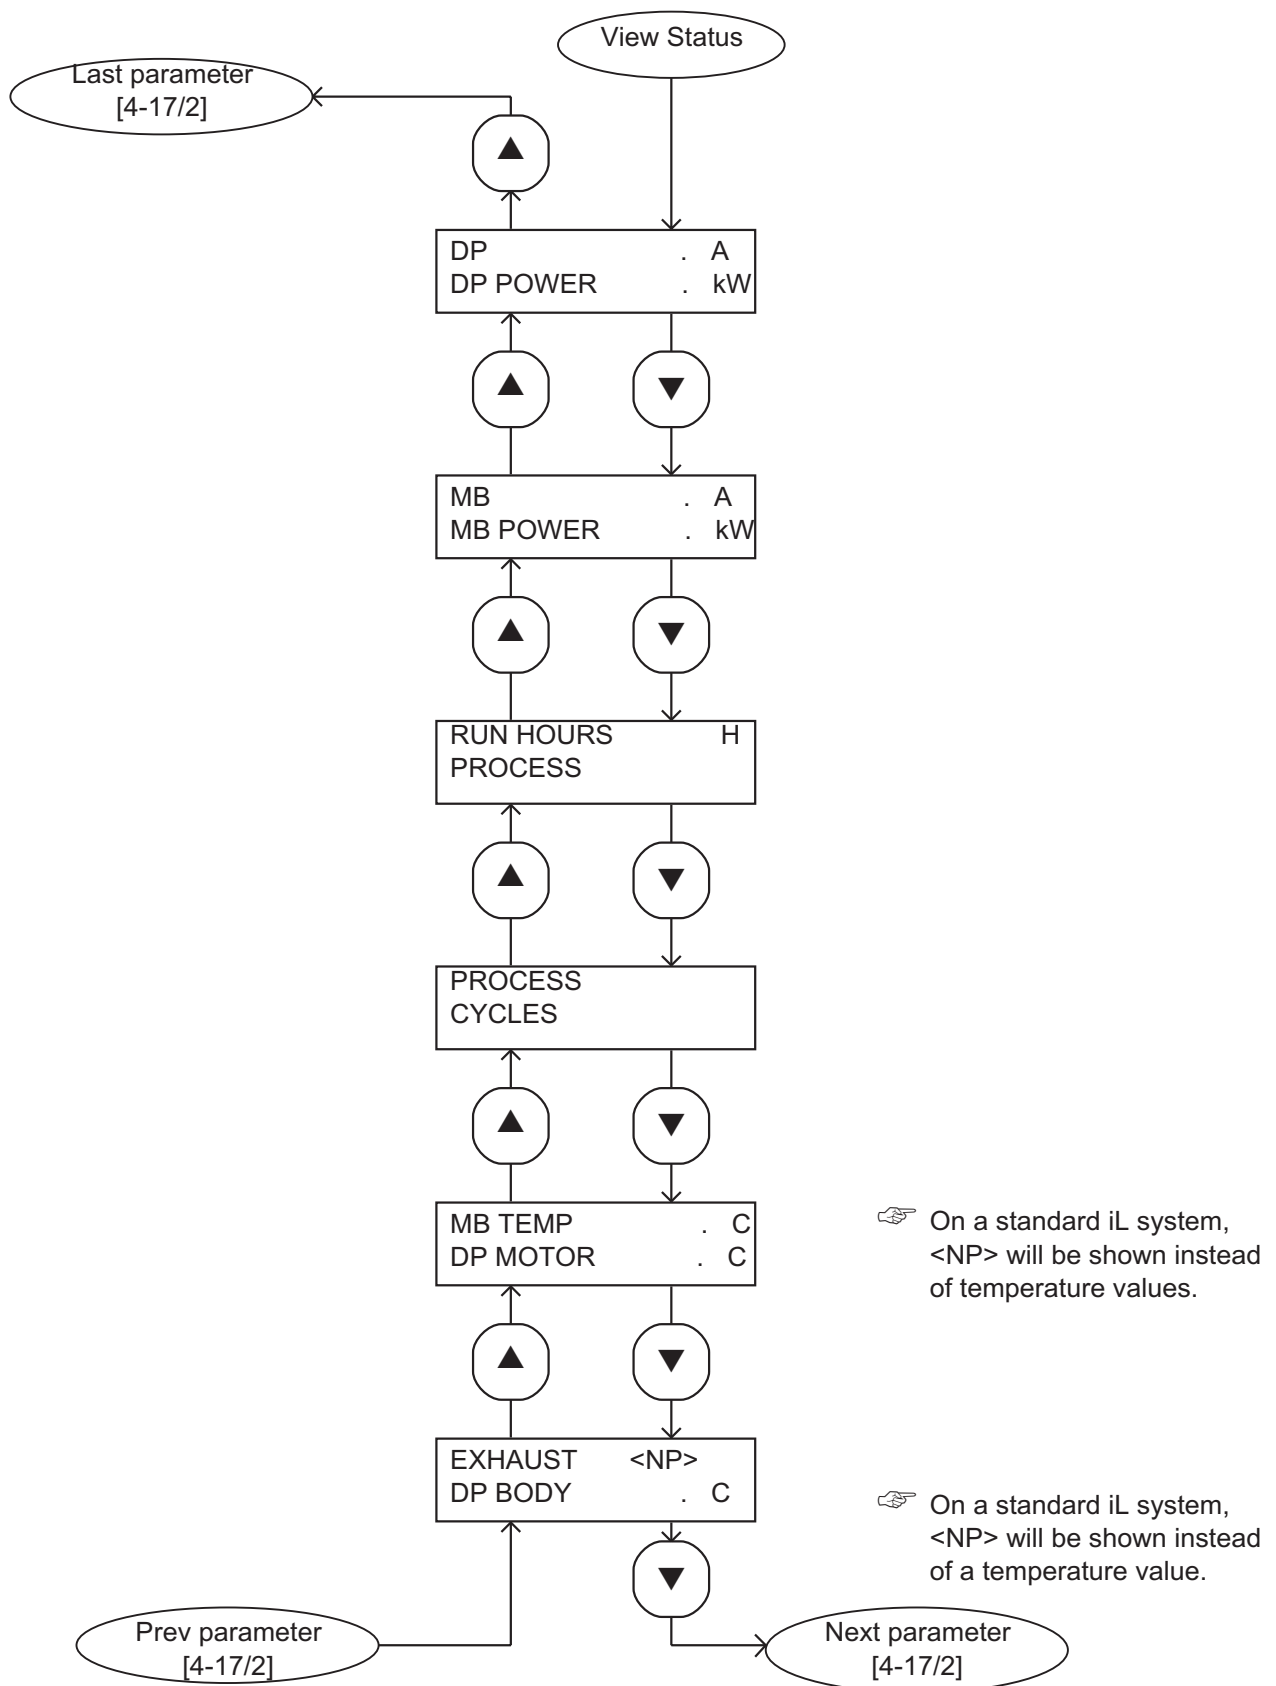 View Status
Last parameter
[4-17/2]
DP . A
DP POWER . kW
MB . A
MB POWER . kW
RUN HOURS H
PROCESS
PROCESS
CYCLES
MB TEMP . C
DP MOTOR . C
On a standard iL system,
<NP> will be shown instead
of temperature values.
EXHAUST <NP>
DP BODY . C
On a standard iL system,
<NP> will be shown instead
of a temperature value.
Prev parameter
[4-17/2]
Next parameter
[4-17/2]